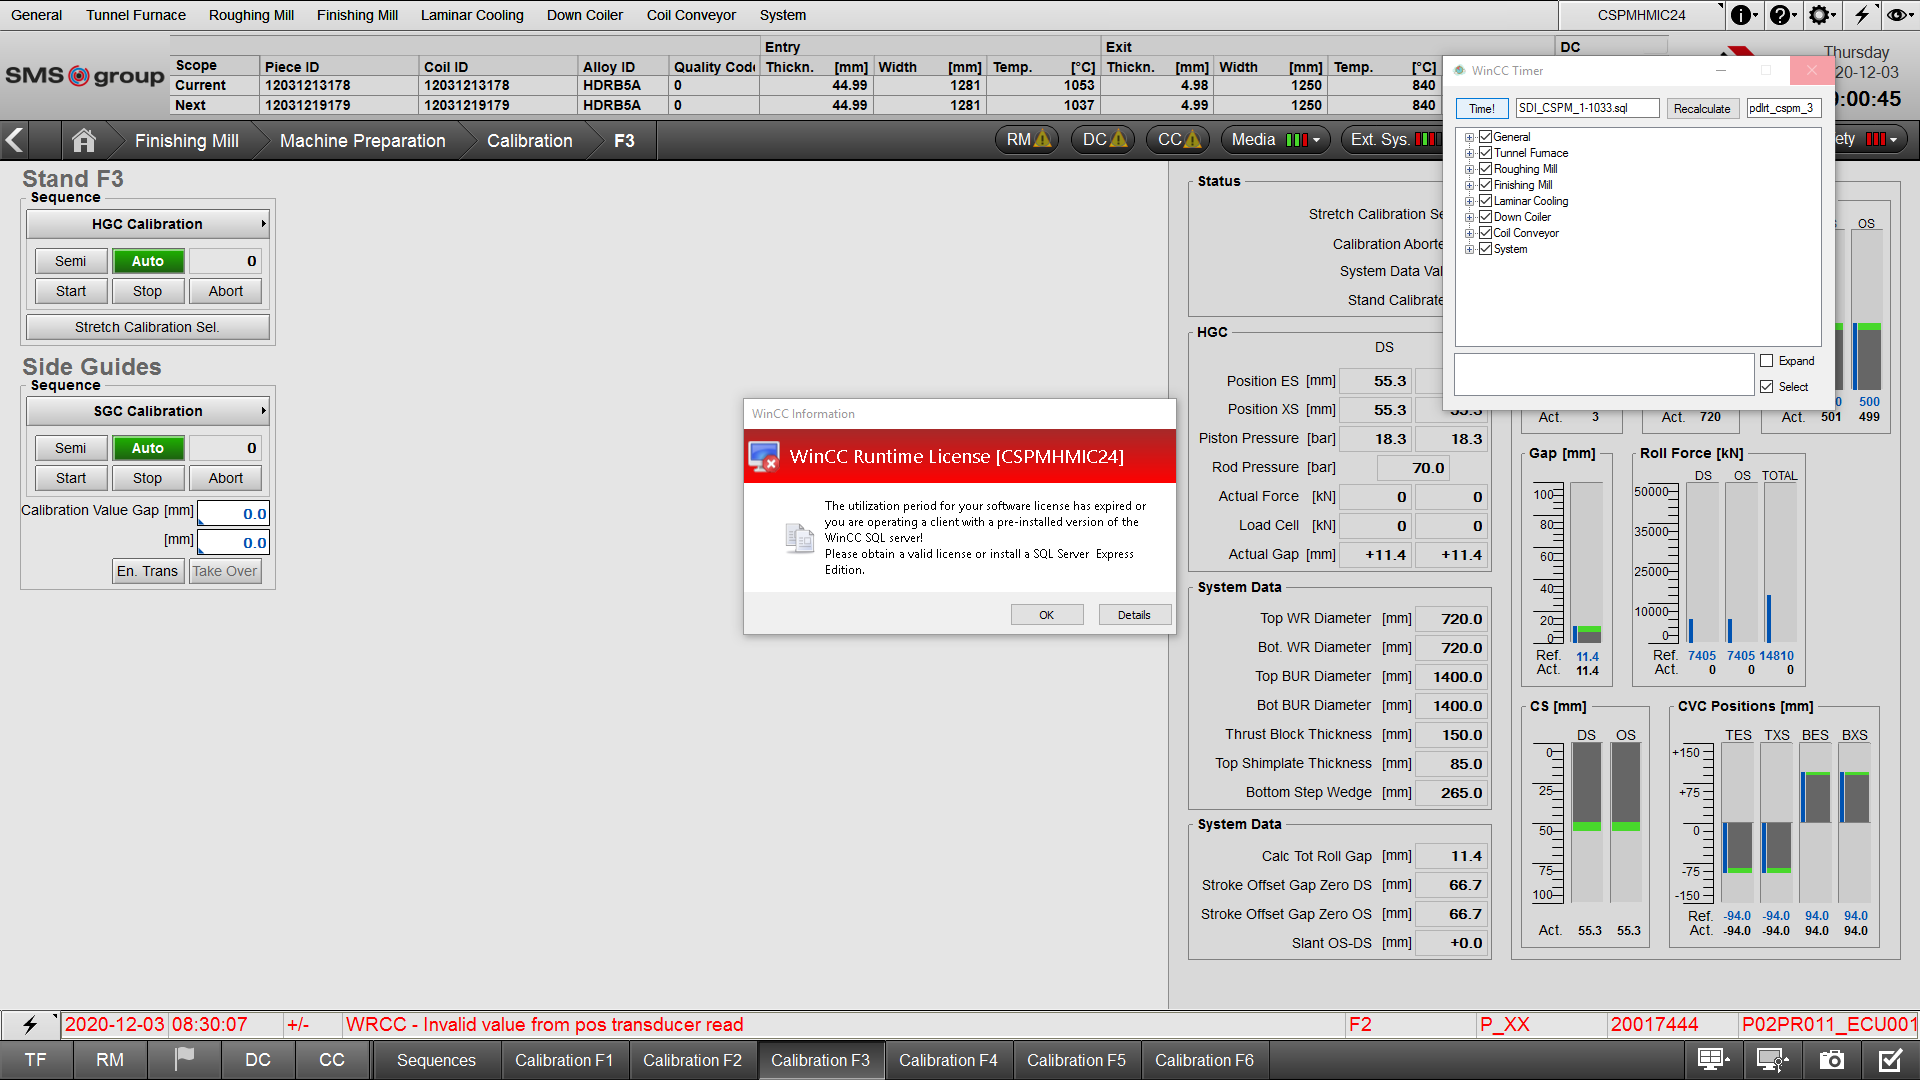 General Tunnel Furnace Roughing Mill Finishing Mill Laminar Cooling Down Coiler Coil Conveyor System CSPMHMIC24
Entry Exit DC
SMS group
Scope Piece ID Coil ID Alloy ID Quality Code Thickn. [mm] Width [mm] Temp. [°C] Thickn. [mm] Width [mm] Temp. [°C]
Current 12031213178 12031213178 HDRB5A 0 44.99 1281 1053 4.98 1250 840
Next 12031219179 12031219179 HDRB5A 0 44.99 1281 1037 4.99 1250 840
Thursday
20-12-03
:00:45
Finishing Mill Machine Preparation Calibration F3 RM DC CC Media Ext. Sys. ety
WinCC Timer
Time! SDI_CSPM_1-1033.sql Recalculate pdlrt_cspm_3
General
Tunnel Furnace
Roughing Mill
Finishing Mill
Laminar Cooling
Down Coiler
Coil Conveyor
System
Expand
Select
Stand F3
Sequence
HGC Calibration
Semi Auto 0
Start Stop Abort
Stretch Calibration Sel.
Side Guides
Sequence
SGC Calibration
Semi Auto 0
Start Stop Abort
Calibration Value Gap [mm] 0.0
[mm] 0.0
En. Trans Take Over
WinCC Information
WinCC Runtime License [CSPMHMIC24]
The utilization period for your software license has expired or
you are operating a client with a pre-installed version of the
WinCC SQL server!
Please obtain a valid license or install a SQL Server Express
Edition.
OK Details
Status
Stretch Calibration Se
Calibration Aborte
System Data Val
Stand Calibrate
HGC
DS
Position ES [mm] 55.3
Position XS [mm] 55.3 55.3
Piston Pressure [bar] 18.3 18.3
Rod Pressure [bar] 70.0
Actual Force [kN] 0 0
Load Cell [kN] 0 0
Actual Gap [mm] +11.4 +11.4
System Data
Top WR Diameter [mm] 720.0
Bot. WR Diameter [mm] 720.0
Top BUR Diameter [mm] 1400.0
Bot BUR Diameter [mm] 1400.0
Thrust Block Thickness [mm] 150.0
Top Shimplate Thickness [mm] 85.0
Bottom Step Wedge [mm] 265.0
System Data
Calc Tot Roll Gap [mm] 11.4
Stroke Offset Gap Zero DS [mm] 66.7
Stroke Offset Gap Zero OS [mm] 66.7
Slant OS-DS [mm] +0.0
OS
0 500
Act. 3 Act. 720 Act. 501 499
Gap [mm]
100
80
60
40
20
0
Ref. 11.4
Act. 11.4
Roll Force [kN]
DS OS TOTAL
50000
25000
10000
0
Ref. 7405 7405 14810
Act. 0 0 0
CS [mm]
DS OS
0
25
50
75
100
Act. 55.3 55.3
CVC Positions [mm]
TES TXS BES BXS
+150
+75
0
-75
-150
Ref. -94.0 -94.0 94.0 94.0
Act. -94.0 -94.0 94.0 94.0
2020-12-03 08:30:07 +/- WRCC - Invalid value from pos transducer read F2 P_XX 20017444 P02PR011_ECU001
TF RM DC CC Sequences Calibration F1 Calibration F2 Calibration F3 Calibration F4 Calibration F5 Calibration F6